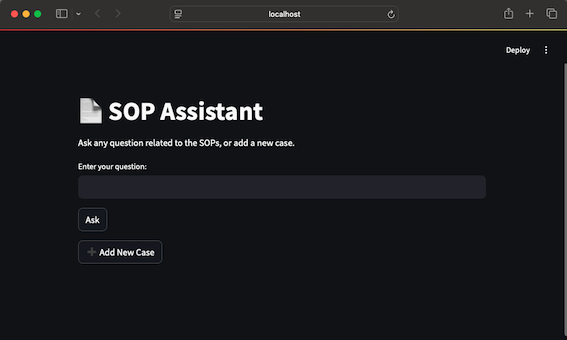 localhost
Deploy
SOP Assistant
Ask any question related to the SOPs, or add a new case.
Enter your question:
Ask
Add New Case